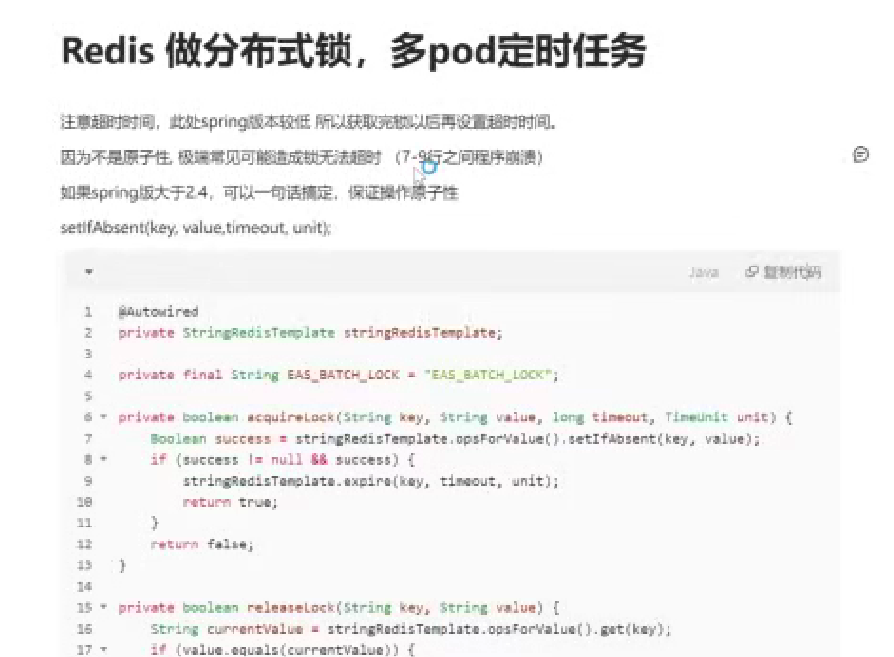 Redis 做分布式锁，多pod定时任务
注意超时时间，此处spring版本较低 所以获取完锁以后再设置超时时间。
因为不是原子性, 极端常见可能造成锁无法超时 （7-9行之间程序崩溃）
如果spring版大于2.4，可以一句话搞定，保证操作原子性
setIfAbsent(key, value,timeout, unit);
Java 复制代码
1 @Autowired
2 private StringRedisTemplate stringRedisTemplate;
3
4 private final String EAS_BATCH_LOCK = "EAS_BATCH_LOCK";
5
6 private boolean acquireLock(String key, String value, long timeout, TimeUnit unit) {
7 Boolean success = stringRedisTemplate.opsForValue().setIfAbsent(key, value);
8 if (success != null && success) {
9 stringRedisTemplate.expire(key, timeout, unit);
10 return true;
11 }
12 return false;
13 }
14
15 private boolean releaseLock(String key, String value) {
16 String currentValue = stringRedisTemplate.opsForValue().get(key);
17 if (value.equals(currentValue)) {